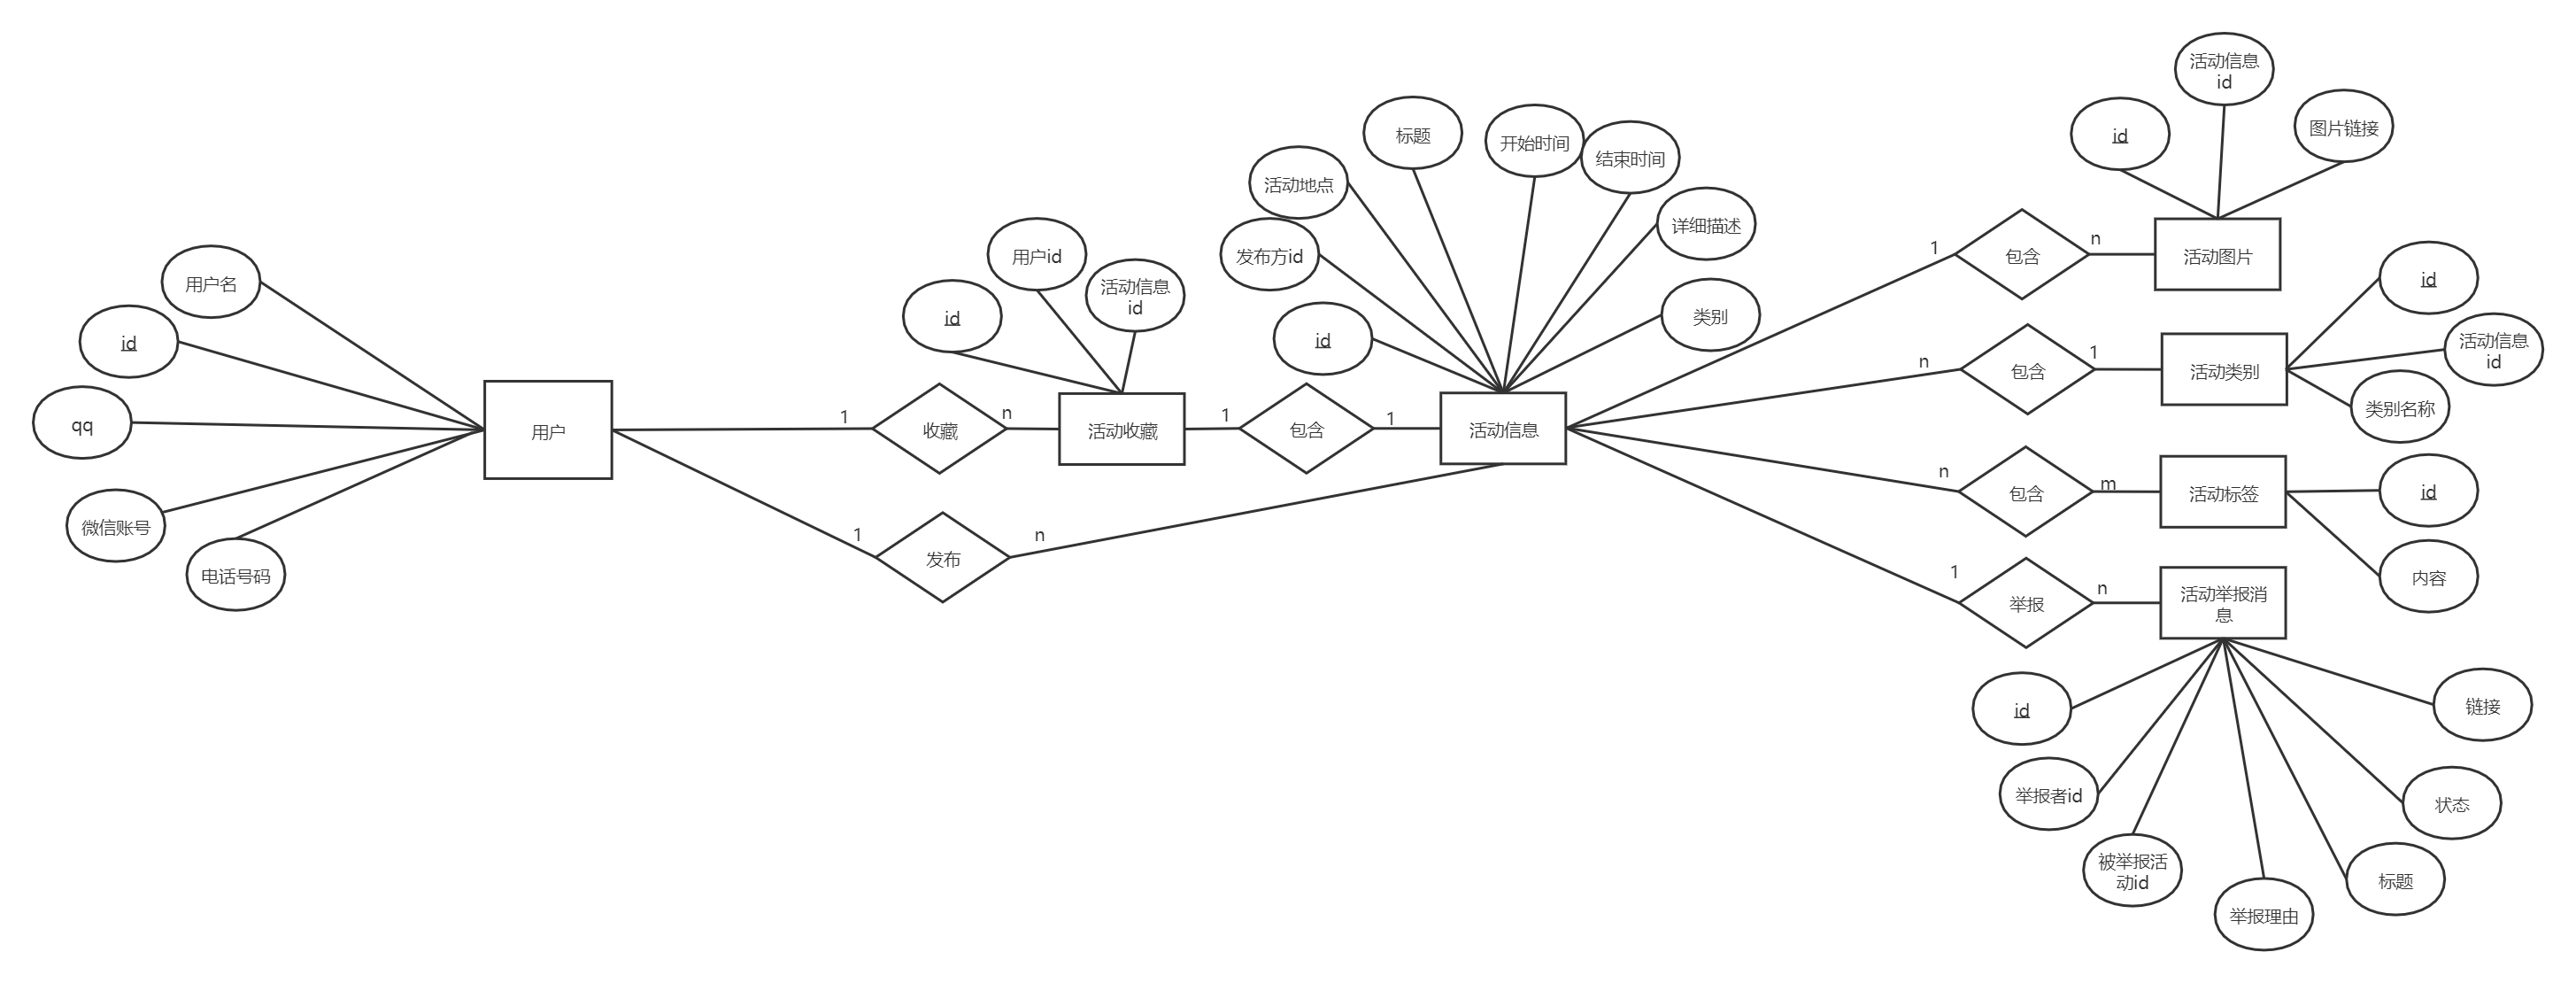 用户名
id
qq
微信账号
电话号码
用户
1
收藏
n
1
发布
n
id
用户id
活动信息
id
活动收藏
1
包含
1
标题
开始时间
结束时间
活动地点
详细描述
发布方id
类别
id
活动信息
1
包含
n
活动信息
id
id
图片链接
活动图片
n
包含
1
活动类别
id
活动信息
id
类别名称
n
包含
m
活动标签
id
内容
1
举报
n
活动举报消
息
id
举报者id
被举报活
动id
举报理由
标题
状态
链接